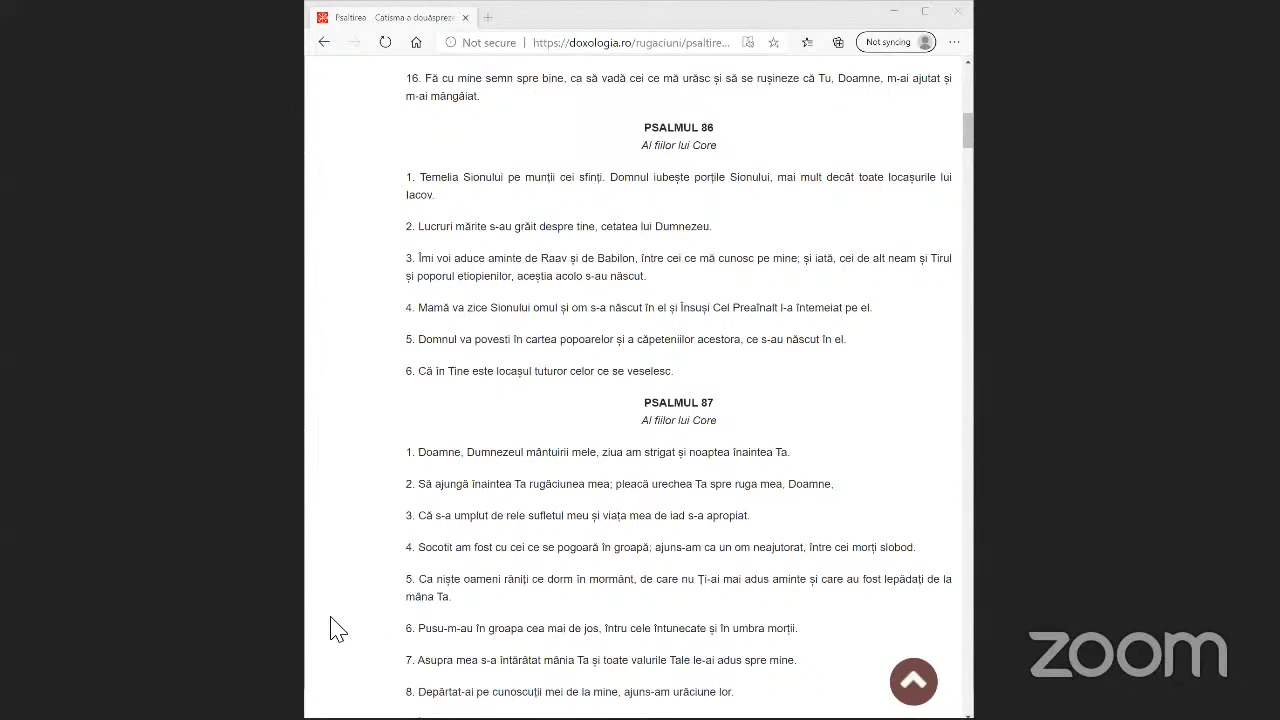 Psaltirea Catisma a douăspreze
Not secure | https://doxologia.ro/rugaciuni/psaltire... Not syncing
16. Fă cu mine semn spre bine, ca să vadă cei ce mă urăsc și să se rușineze că Tu, Doamne, m-ai ajutat și
m-ai mângâiat.
PSALMUL 86
Al fiilor lui Core
1. Temelia Sionului pe munții cei sfinți. Domnul iubește porțile Sionului, mai mult decât toate locașurile lui
Iacov.
2. Lucruri mărite s-au grăit despre tine, cetatea lui Dumnezeu.
3. Îmi voi aduce aminte de Raav și de Babilon, între cei ce mă cunosc pe mine; și iată, cei de alt neam și Tirul
și poporul etiopienilor, aceștia acolo s-au născut.
4. Mamă va zice Sionului omul și om s-a născut în el și Însuși Cel Preaînalt l-a întemeiat pe el.
5. Domnul va povesti în cartea popoarelor și a căpeteniilor acestora, ce s-au născut în el.
6. Că în Tine este locașul tuturor celor ce se veselesc.
PSALMUL 87
Al fiilor lui Core
1. Doamne, Dumnezeul mântuirii mele, ziua am strigat și noaptea înaintea Ta.
2. Să ajungă înaintea Ta rugăciunea mea; pleacă urechea Ta spre ruga mea, Doamne,
3. Că s-a umplut de rele sufletul meu și viața mea de iad s-a apropiat.
4. Socotit am fost cu cei ce se pogoară în groapă; ajuns-am ca un om neajutorat, între cei morți slobod.
5. Ca niște oameni răniți ce dorm în mormânt, de care nu Ți-ai mai adus aminte și care au fost lepădați de la
mâna Ta.
6. Pusu-m-au în groapa cea mai de jos, întru cele întunecate și în umbra morții.
7. Asupra mea s-a întărâtat mânia Ta și toate valurile Tale le-ai adus spre mine.
8. Depărtat-ai pe cunoscuții mei de la mine, ajuns-am urâciune lor.
zoom